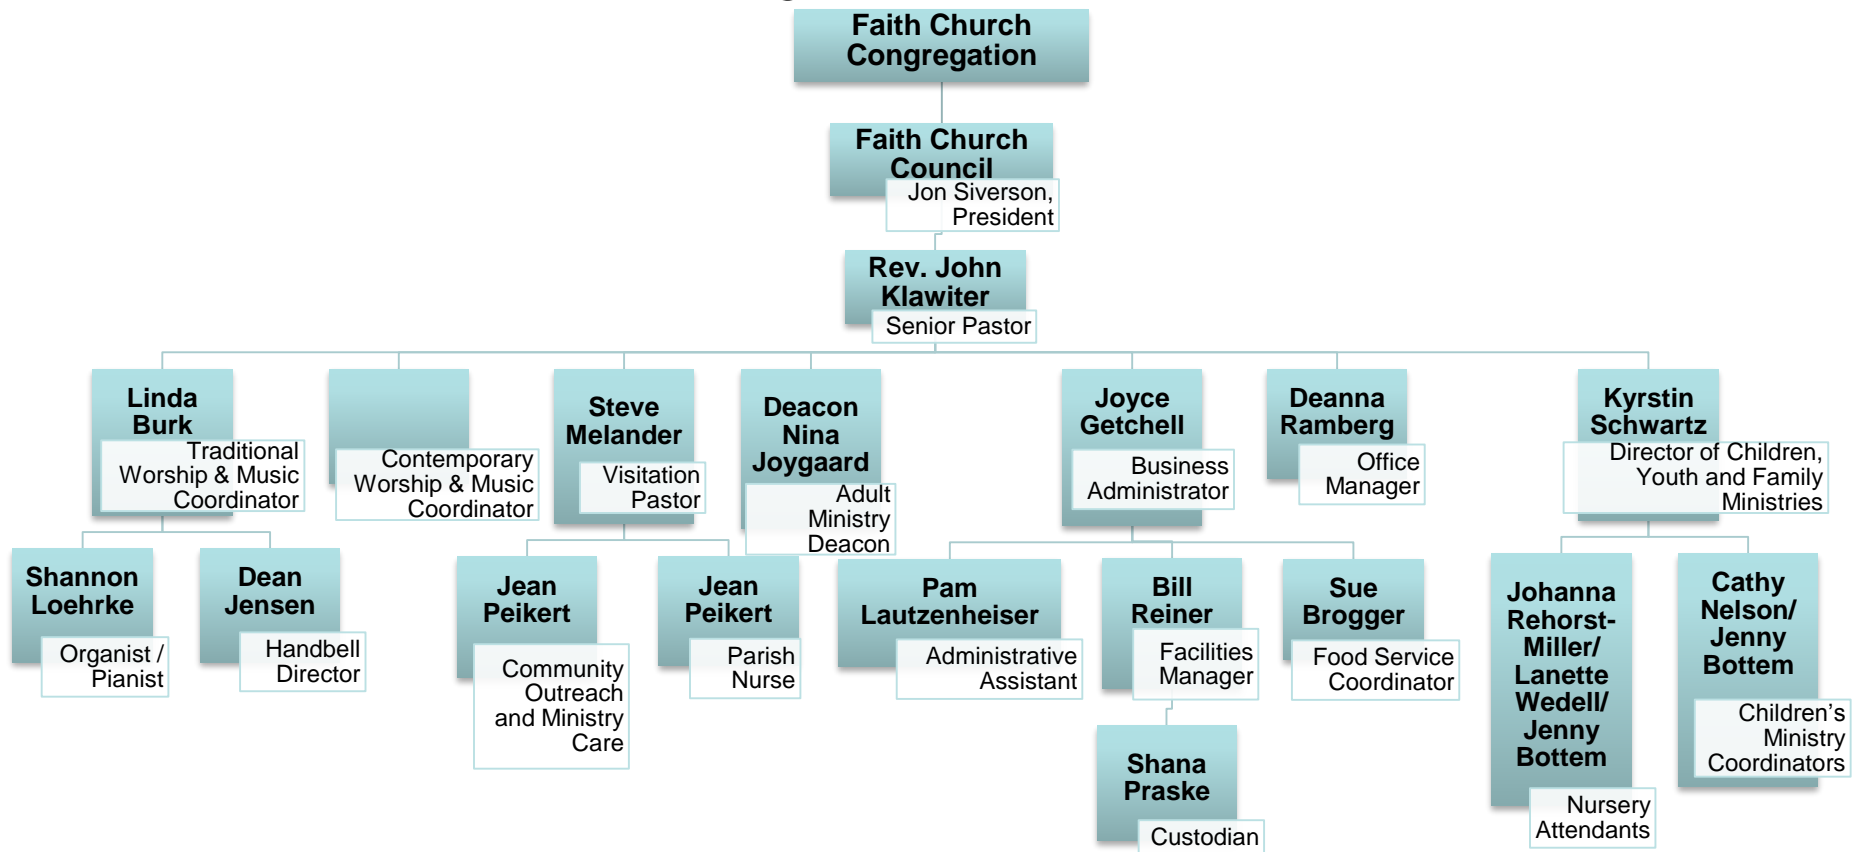 Faith Church
Congregation
Faith Church
Council
Jon Siverson,
President
Rev. John
Klawiter
Senior Pastor
Linda
Burk
Traditional
Worship & Music
Coordinator
Contemporary
Worship & Music
Coordinator
Steve
Melander
Visitation
Pastor
Deacon
Nina
Joygaard
Adult
Ministry
Deacon
Joyce
Getchell
Business
Administrator
Deanna
Ramberg
Office
Manager
Kyrstin
Schwartz
Director of Children,
Youth and Family
Ministries
Shannon
Loehrke
Organist /
Pianist
Dean
Jensen
Handbell
Director
Jean
Peikert
Community
Outreach
and Ministry
Care
Jean
Peikert
Parish
Nurse
Pam
Lautzenheiser
Administrative
Assistant
Bill
Reiner
Facilities
Manager
Sue
Brogger
Food Service
Coordinator
Johanna
Rehorst-
Miller/
Lanette
Wedell/
Jenny
Bottem
Nursery
Attendants
Cathy
Nelson/
Jenny
Bottem
Children’s
Ministry
Coordinators
Shana
Praske
Custodian